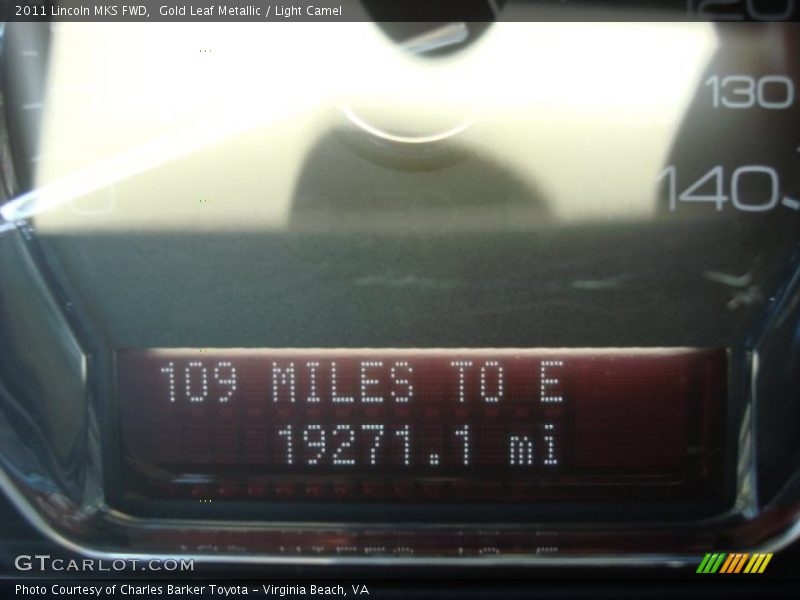 2011 Lincoln MKS FWD,  Gold Leaf Metallic / Light Camel
120
130
140
109 MILES TO E
19271.1 mi
GTCARLOT.COM
Photo Courtesy of Charles Barker Toyota - Virginia Beach, VA